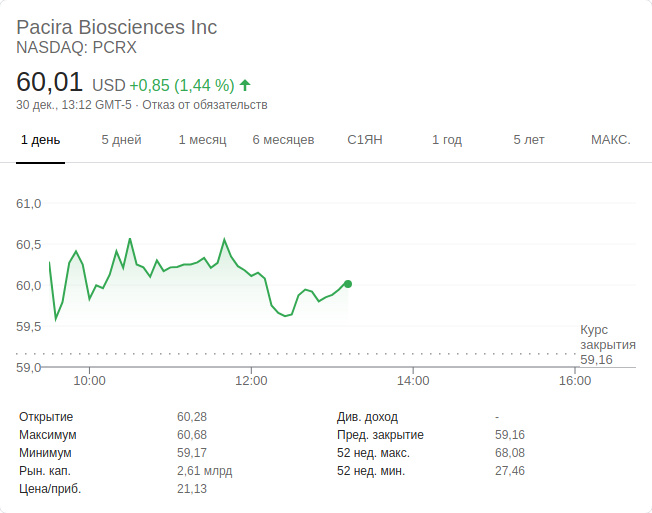 Pacira Biosciences Inc
NASDAQ: PCRX
60,01 USD +0,85 (1,44 %)
30 дек., 13:12 GMT-5 · Отказ от обязательств
1 день 5 дней 1 месяц 6 месяцев С1ЯН 1 год 5 лет МАКС.
61,0
60,5
60,0
59,5
59,0
Курс
закрытия
59,16
10:00 12:00 14:00 16:00
Открытие 60,28
Максимум 60,68
Минимум 59,17
Рын. кап. 2,61 млрд
Цена/приб. 21,13
Див. доход -
Пред. закрытие 59,16
52 нед. макс. 68,08
52 нед. мин. 27,46